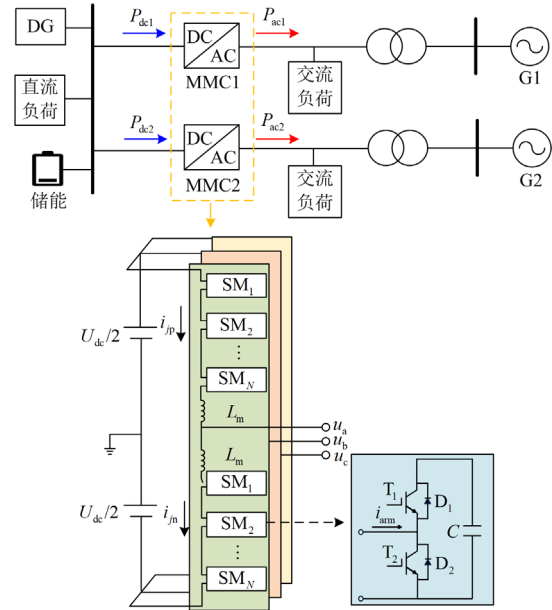 DG
直流
负荷
储能
P_dc1
DC
AC
MMC1
P_ac1
交流
负荷
G1
P_dc2
DC
AC
MMC2
P_ac2
交流
负荷
G2
U_dc/2
i_jp
SM_1
SM_2
⋮
SM_N
L_m
u_a
u_b
u_c
L_m
U_dc/2
i_jn
SM_1
SM_2
⋮
SM_N
T_1
D_1
i_arm
C
T_2
D_2